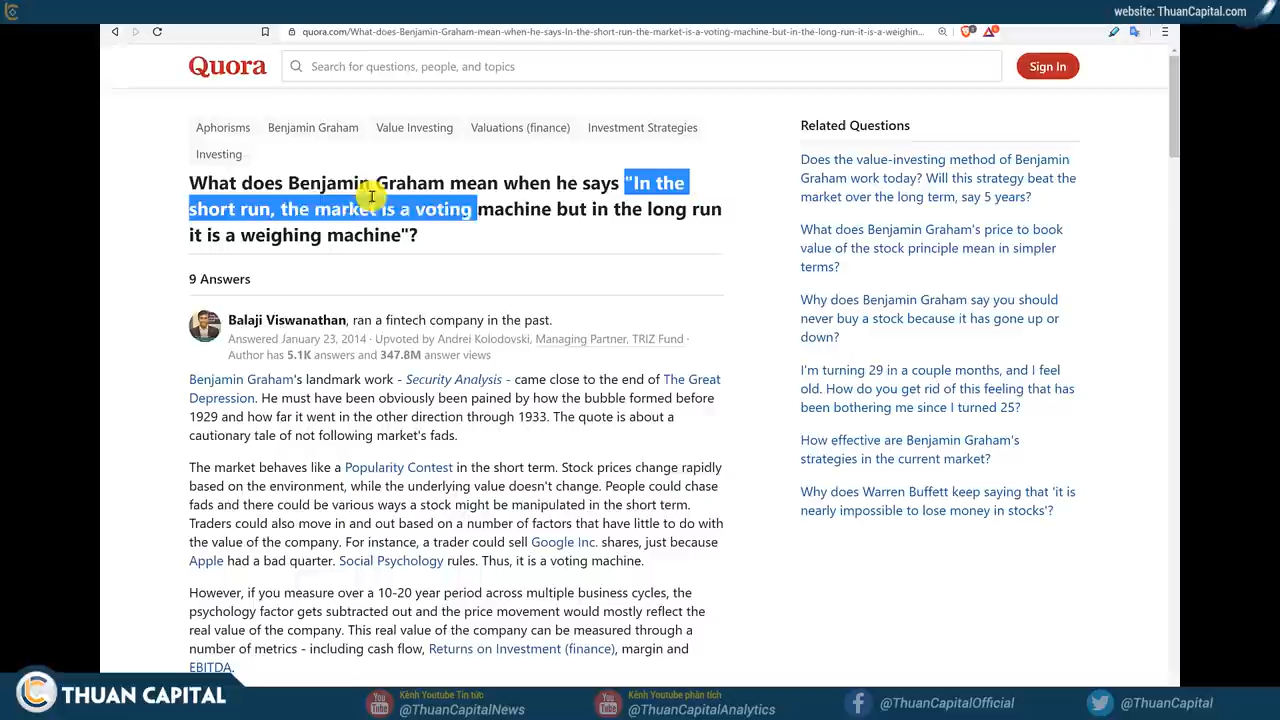 website: ThuanCapital.com
quora.com/What-does-Benjamin-Graham-mean-when-he-says-In-the-short-run-the-market-is-a-voting-machine-but-in-the-long-run-it-is-a-weighin...
Quora
Search for questions, people, and topics
Sign In
Aphorisms Benjamin Graham Value Investing Valuations (finance) Investment Strategies
Investing
What does Benjamin Graham mean when he says "In the
short run, the market is a voting machine but in the long run
it is a weighing machine"?
9 Answers
Balaji Viswanathan, ran a fintech company in the past.
Answered January 23, 2014 · Upvoted by Andrei Kolodovski, Managing Partner, TRIZ Fund ·
Author has 5.1K answers and 347.8M answer views
Benjamin Graham's landmark work - Security Analysis - came close to the end of The Great
Depression. He must have been obviously been pained by how the bubble formed before
1929 and how far it went in the other direction through 1933. The quote is about a
cautionary tale of not following market's fads.
The market behaves like a Popularity Contest in the short term. Stock prices change rapidly
based on the environment, while the underlying value doesn't change. People could chase
fads and there could be various ways a stock might be manipulated in the short term.
Traders could also move in and out based on a number of factors that have little to do with
the value of the company. For instance, a trader could sell Google Inc. shares, just because
Apple had a bad quarter. Social Psychology rules. Thus, it is a voting machine.
However, if you measure over a 10-20 year period across multiple business cycles, the
psychology factor gets subtracted out and the price movement would mostly reflect the
real value of the company. This real value of the company can be measured through a
number of metrics - including cash flow, Returns on Investment (finance), margin and
EBITDA.
Related Questions
Does the value-investing method of Benjamin
Graham work today? Will this strategy beat the
market over the long term, say 5 years?
What does Benjamin Graham's price to book
value of the stock principle mean in simpler
terms?
Why does Benjamin Graham say you should
never buy a stock because it has gone up or
down?
I'm turning 29 in a couple months, and I feel
old. How do you get rid of this feeling that has
been bothering me since I turned 25?
How effective are Benjamin Graham's
strategies in the current market?
Why does Warren Buffett keep saying that 'it is
nearly impossible to lose money in stocks'?
THUAN CAPITAL
You Tube
Kênh Youtube Tin tức
@ThuanCapitalNews
You Tube
Kênh Youtube phân tích
@ThuanCapitalAnalytics
@ThuanCapitalOfficial
@ThuanCapital